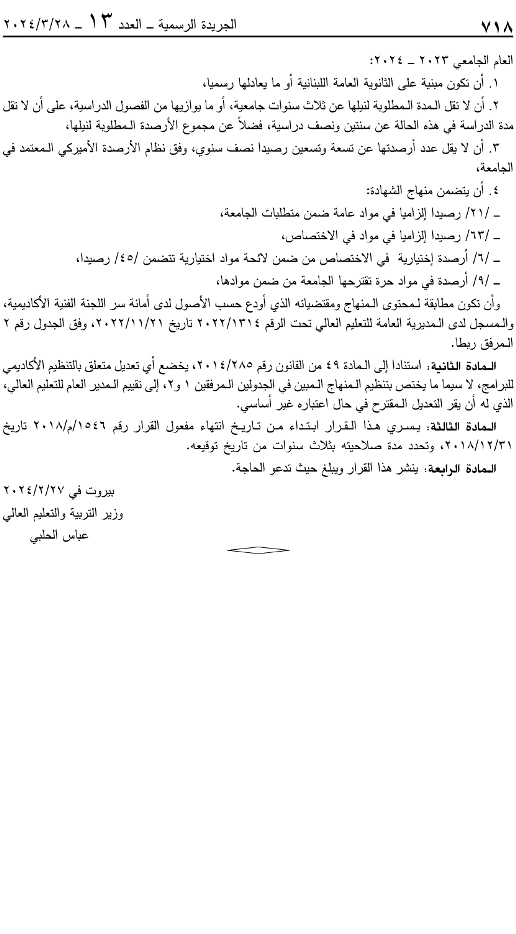 ٧١٨ الجريدة الرسمية ـ العدد ١٣ ـ ٢٠٢٤/٣/٢٨
العام الجامعي ٢٠٢٣ ـ ٢٠٢٤:
١. أن تكون مبنية على الثانوية العامة اللبنانية أو ما يعادلها رسميا،
٢. أن لا تقل المدة المطلوبة لنيلها عن ثلاث سنوات جامعية، أو ما يوازيها من الفصول الدراسية، على أن لا تقل
مدة الدراسة في هذه الحالة عن سنتين ونصف دراسية، فضلاً عن مجموع الأرصدة المطلوبة لنيلها،
٣. أن لا يقل عدد أرصدتها عن تسعة وتسعين رصيدا نصف سنوي، وفق نظام الأرصدة الأميركي المعتمد في
الجامعة،
٤. أن يتضمن منهاج الشهادة:
ـ /٢١/ رصيدا إلزاميا في مواد عامة ضمن متطلبات الجامعة،
ـ /٦٣/ رصيدا إلزاميا في مواد في الاختصاص،
ـ /٦/ أرصدة إختيارية في الاختصاص من ضمن لائحة مواد اختيارية تتضمن /٤٥/ رصيدا،
ـ /٩/ أرصدة في مواد حرة تقترحها الجامعة من ضمن موادها،
وأن تكون مطابقة لمحتوى المنهاج ومقتضياته الذي أودع حسب الأصول لدى أمانة سر اللجنة الفنية الأكاديمية،
والمسجل لدى المديرية العامة للتعليم العالي تحت الرقم ٢٠٢٢/١٣١٤ تاريخ ٢٠٢٢/١١/٢١، وفق الجدول رقم ٢
المرفق ربطا.
المادة الثانية: استنادا إلى المادة ٤٩ من القانون رقم ٢٠١٤/٢٨٥، يخضع أي تعديل متعلق بالتنظيم الأكاديمي
للبرامج، لا سيما ما يختص بتنظيم المنهاج المبين في الجدولين المرفقين ١ و٢، إلى تقييم المدير العام للتعليم العالي،
الذي له أن يقر التعديل المقترح في حال اعتباره غير أساسي.
المادة الثالثة: يسري هذا القرار ابتداء من تاريخ انتهاء مفعول القرار رقم ١٥٤٦/م/٢٠١٨ تاريخ
٢٠١٨/١٢/٣١، وتحدد مدة صلاحيته بثلاث سنوات من تاريخ توقيعه.
المادة الرابعة: ينشر هذا القرار ويبلغ حيث تدعو الحاجة.
بيروت في ٢٠٢٤/٢/٢٧
وزير التربية والتعليم العالي
عباس الحلبي